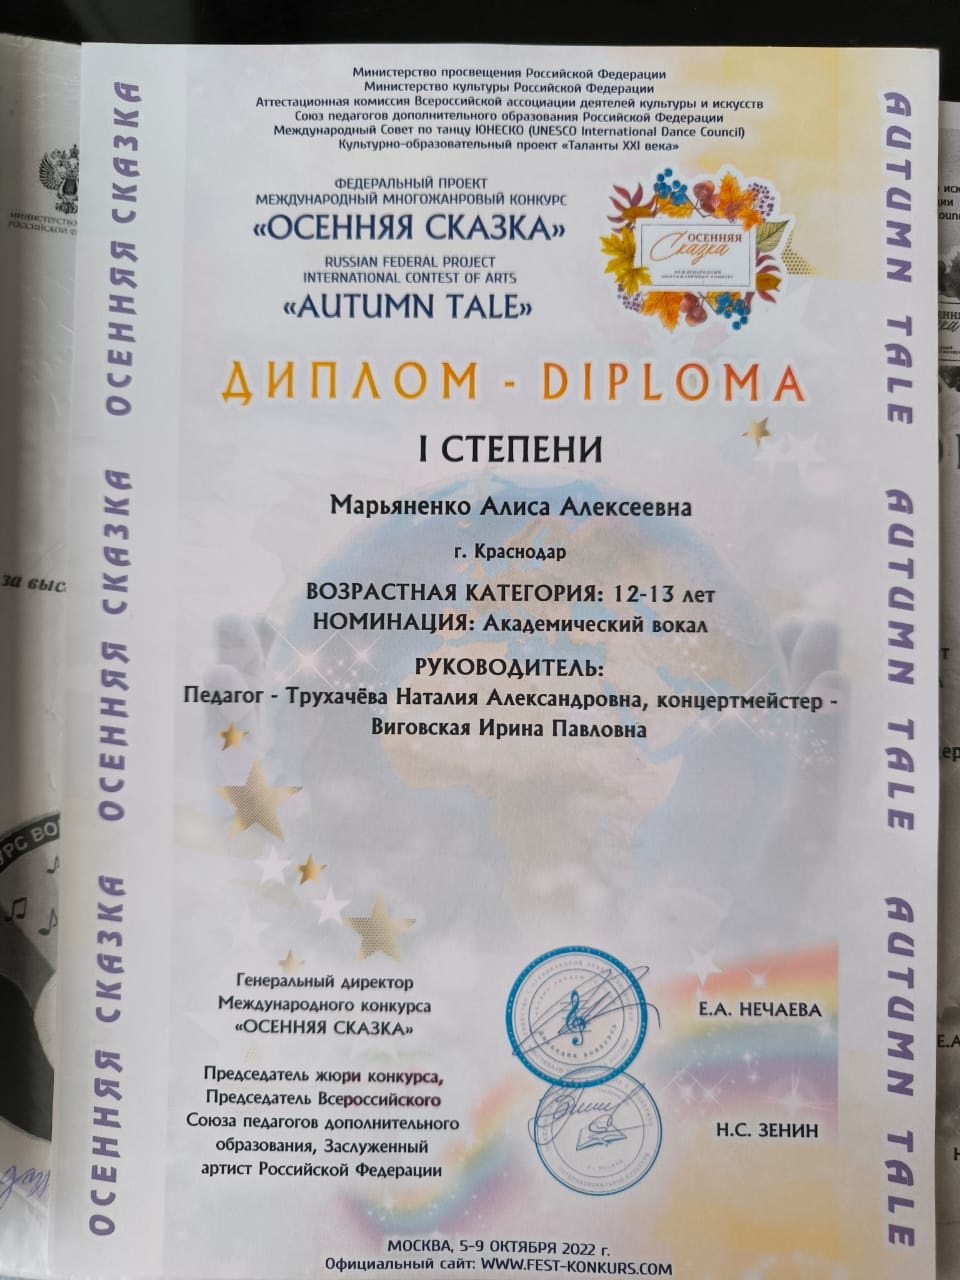 Министерство просвещения Российской Федерации
Министерство культуры Российской Федерации
Аттестационная комиссия Всероссийской ассоциации деятелей культуры и искусств
Союз педагогов дополнительного образования Российской Федерации
Международный Совет по танцу ЮНЕСКО (UNESCO International Dance Council)
Культурно-образовательный проект «Таланты XXI века»
ФЕДЕРАЛЬНЫЙ ПРОЕКТ
МЕЖДУНАРОДНЫЙ МНОГОЖАНРОВЫЙ КОНКУРС
«ОСЕННЯЯ СКАЗКА»
RUSSIAN FEDERAL PROJECT
INTERNATIONAL CONTEST OF ARTS
«AUTUMN TALE»
ОСЕННЯЯ
Сказка
МЕЖДУНАРОДНЫЙ
МНОГОЖАНРОВЫЙ КОНКУРС
ДИПЛОМ - DIPLOMA
I СТЕПЕНИ
Марьяненко Алиса Алексеевна
г. Краснодар
ВОЗРАСТНАЯ КАТЕГОРИЯ: 12-13 лет
НОМИНАЦИЯ: Академический вокал
РУКОВОДИТЕЛЬ:
Педагог - Трухачёва Наталия Александровна, концертмейстер -
Виговская Ирина Павловна
Генеральный директор
Международного конкурса
«ОСЕННЯЯ СКАЗКА»
Е.А. НЕЧАЕВА
Председатель жюри конкурса,
Председатель Всероссийского
Союза педагогов дополнительного
образования, Заслуженный
артист Российской Федерации
Н.С. ЗЕНИН
МОСКВА, 5-9 ОКТЯБРЯ 2022 г.
Официальный сайт: WWW.FEST-KONKURS.COM
ОСЕННЯЯ СКАЗКА ОСЕННЯЯ СКАЗКА ОСЕННЯЯ СКАЗКА
AUTUMN TALE AUTUMN TALE AUTUMN TALE